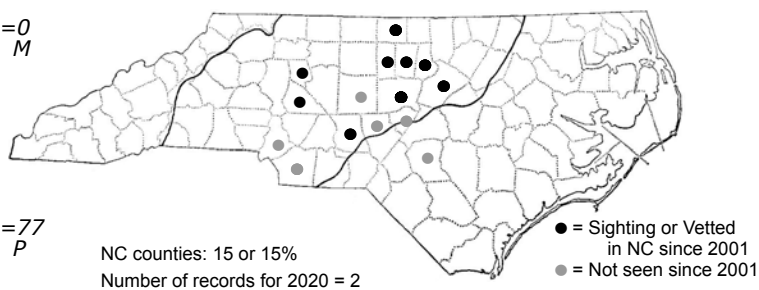 =0
M
=77
P
NC counties: 15 or 15%
Number of records for 2020 = 2
● = Sighting or Vetted
in NC since 2001
● = Not seen since 2001